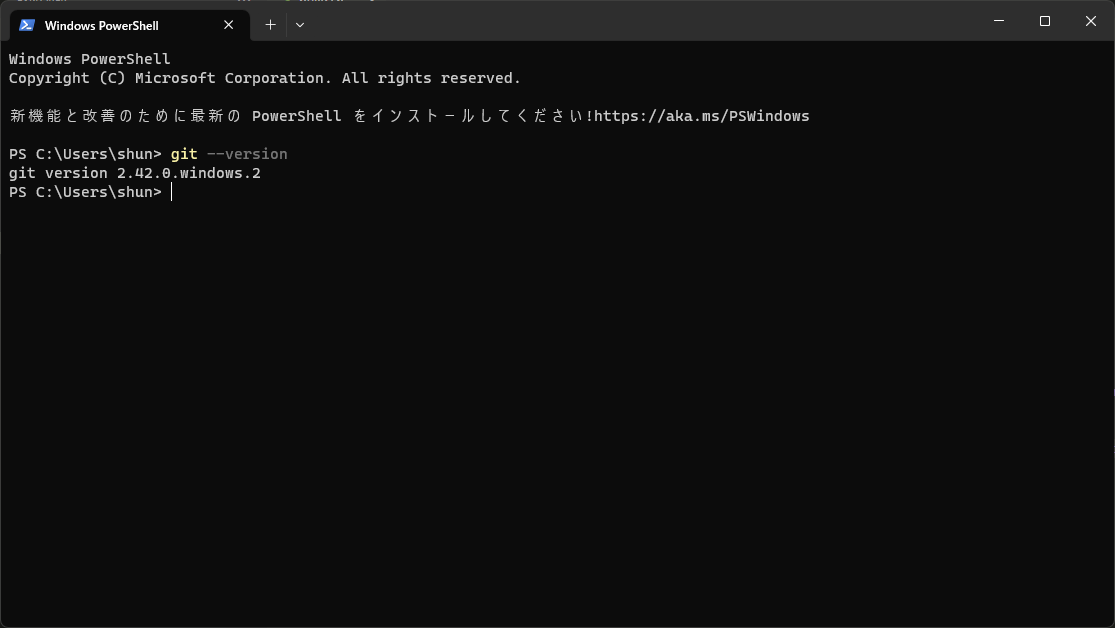 Windows PowerShell
Windows PowerShell
Copyright (C) Microsoft Corporation. All rights reserved.
新機能と改善のために最新の PowerShell をインストールしてください!https://aka.ms/PSWindows
PS C:\Users\shun> git --version
git version 2.42.0.windows.2
PS C:\Users\shun>